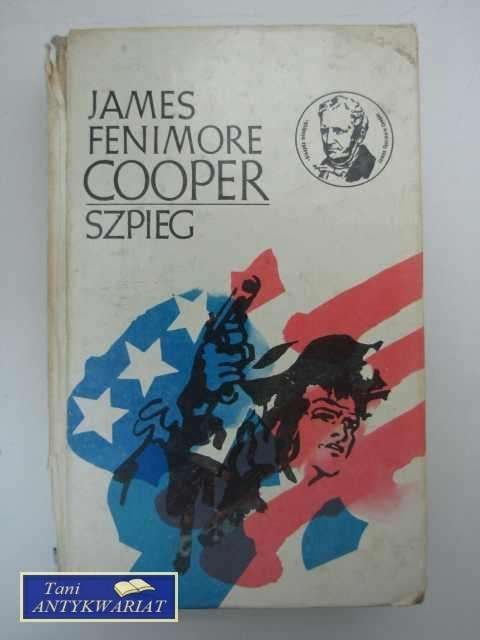 JAMES
FENIMORE
COOPER
SZPIEG
Tani
ANTYKWARIAT